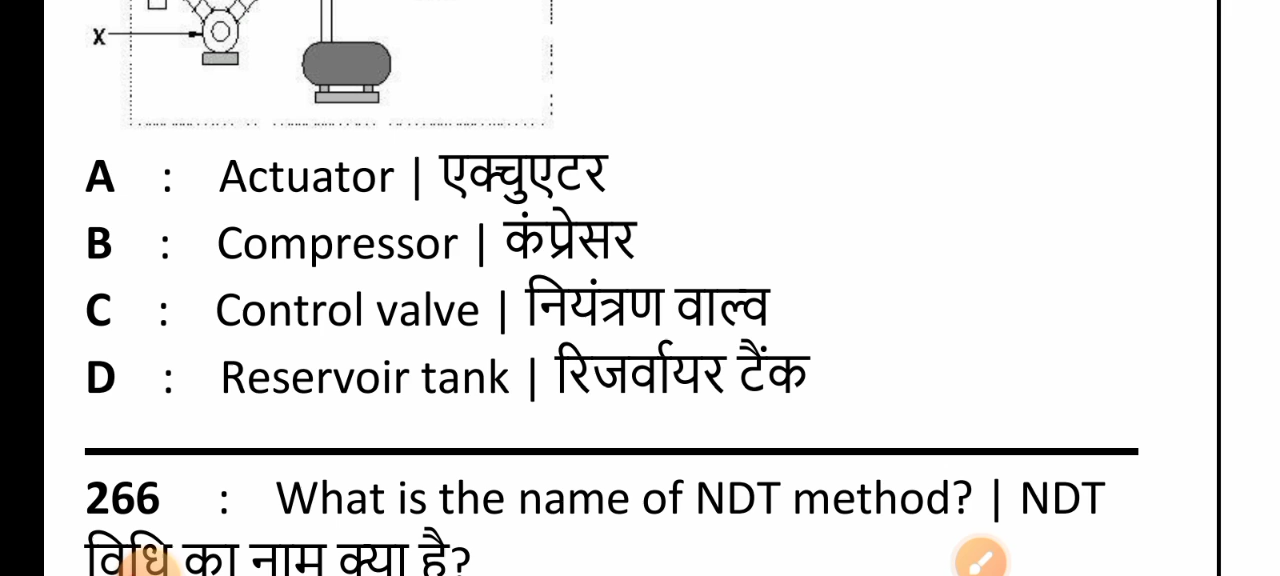 X
A : Actuator | एक्चुएटर
B : Compressor | कंप्रेसर
C : Control valve | नियंत्रण वाल्व
D : Reservoir tank | रिजर्वायर टैंक
266 : What is the name of NDT method? | NDT
विधि का नाम क्या है?